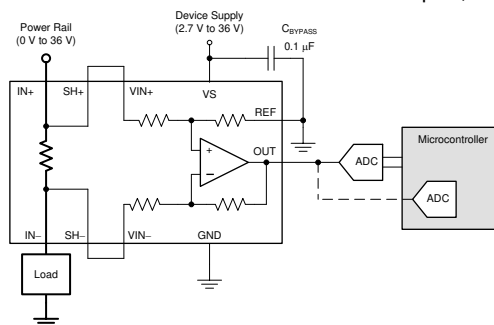 Power Rail
(0 V to 36 V)
Device Supply
(2.7 V to 36 V)
CBYPASS
0.1 µF
IN+
SH+
VIN+
VS
REF
+
OUT
−
ADC
Microcontroller
ADC
IN−
SH−
VIN−
GND
Load